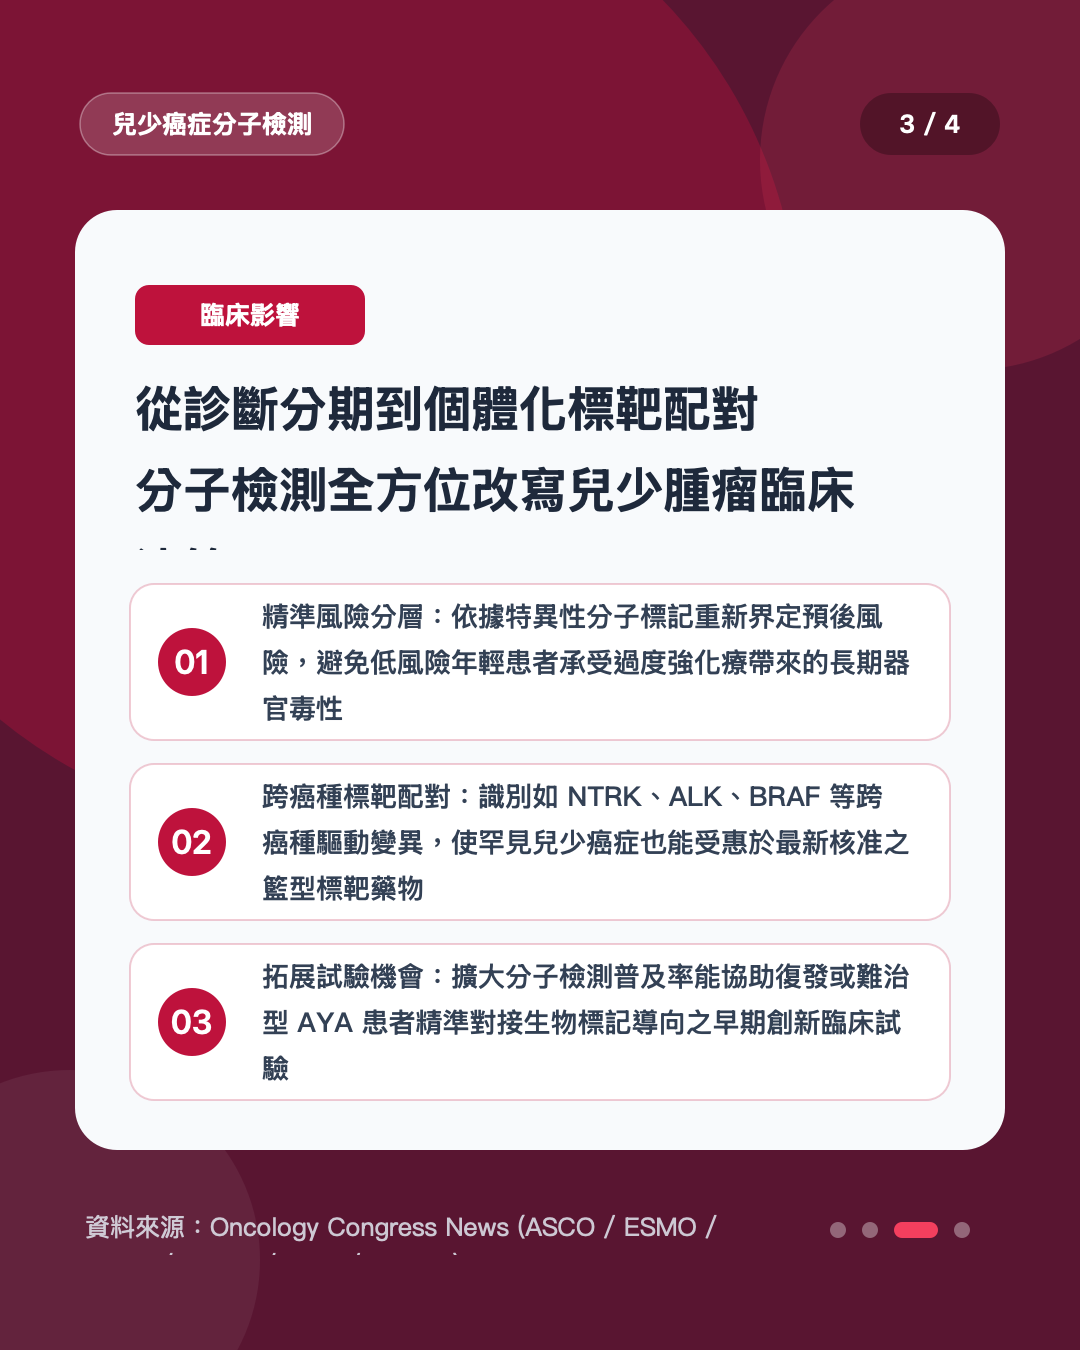 兒少癌症分子檢測
3 / 4
臨床影響
從診斷分期到個體化標靶配對
分子檢測全方位改寫兒少腫瘤臨床
01
精準風險分層：依據特異性分子標記重新界定預後風
險，避免低風險年輕患者承受過度強化療帶來的長期器
官毒性
02
跨癌種標靶配對：識別如 NTRK、ALK、BRAF 等跨
癌種驅動變異，使罕見兒少癌症也能受惠於最新核准之
籃型標靶藥物
03
拓展試驗機會：擴大分子檢測普及率能協助復發或難治
型 AYA 患者精準對接生物標記導向之早期創新臨床試
驗
資料來源：Oncology Congress News (ASCO / ESMO /